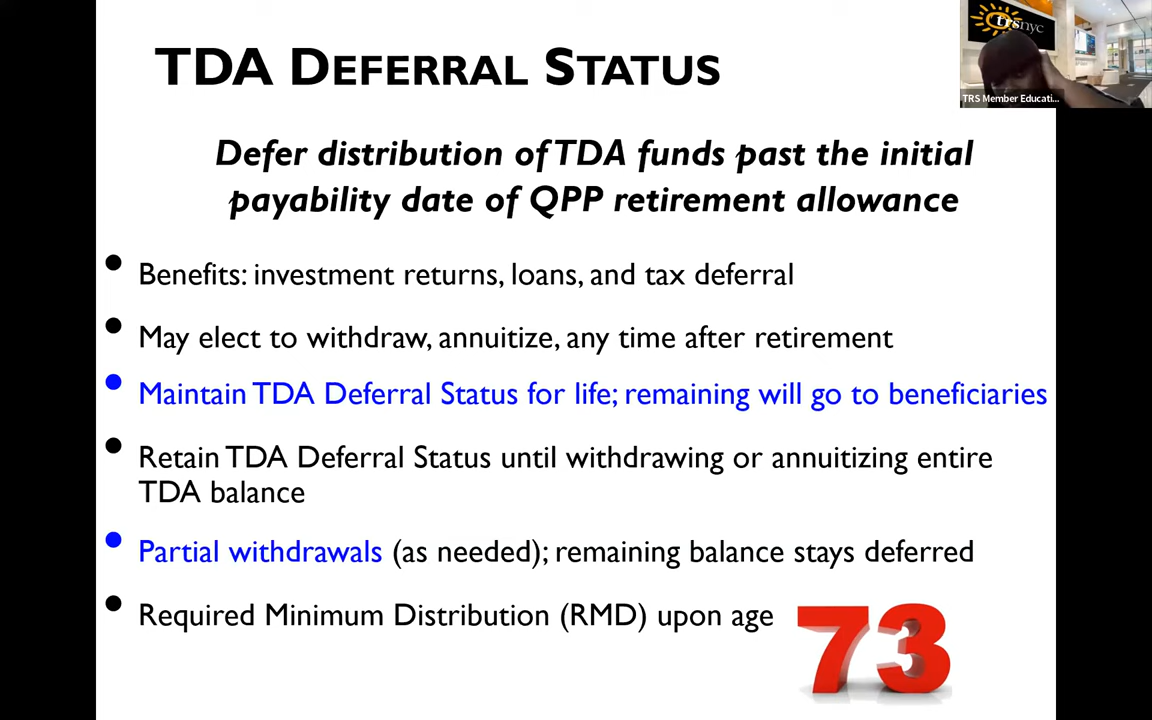 TDA DEFERRAL STATUS
trsnyc
TRS Member Educati...
Defer distribution of TDA funds past the initial
payability date of QPP retirement allowance
• Benefits: investment returns, loans, and tax deferral
• May elect to withdraw, annuitize, any time after retirement
• Maintain TDA Deferral Status for life; remaining will go to beneficiaries
• Retain TDA Deferral Status until withdrawing or annuitizing entire
TDA balance
• Partial withdrawals (as needed); remaining balance stays deferred
• Required Minimum Distribution (RMD) upon age 73